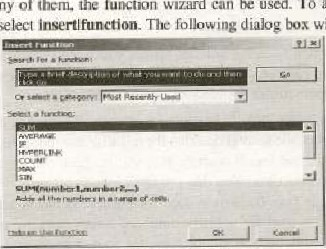 ny of them, the function wizard can be used. To a
select insert|function. The following dialog box wi
Insert Function
Search for a function:
Type a brief description of what you want to do and then
click Go
Go
Or select a category: Most Recently Used
Select a function:
SUM
AVERAGE
IF
HYPERLINK
COUNT
MAX
SIN
SUM(number1,number2,...)
Adds all the numbers in a range of cells.
Help on this function
OK
Cancel